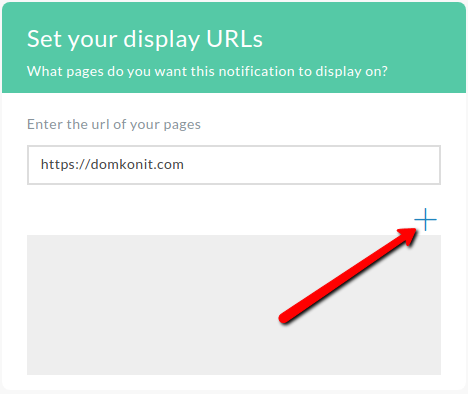 Set your display URLs
What pages do you want this notification to display on?
Enter the url of your pages
https://domkonit.com